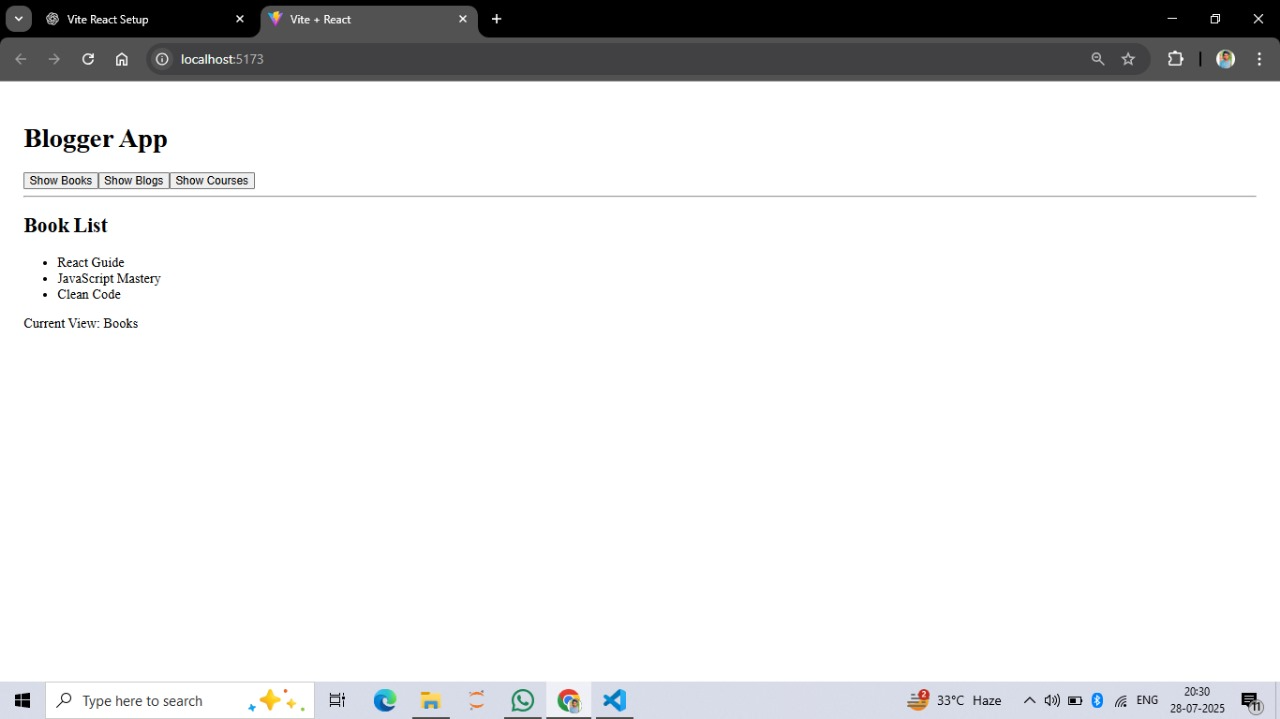 Vite React Setup
Vite + React
localhost:5173
Blogger App
Show Books Show Blogs Show Courses
Book List
• React Guide
• JavaScript Mastery
• Clean Code
Current View: Books
Type here to search
2
33°C Haze
ENG
20:30
28-07-2025
11